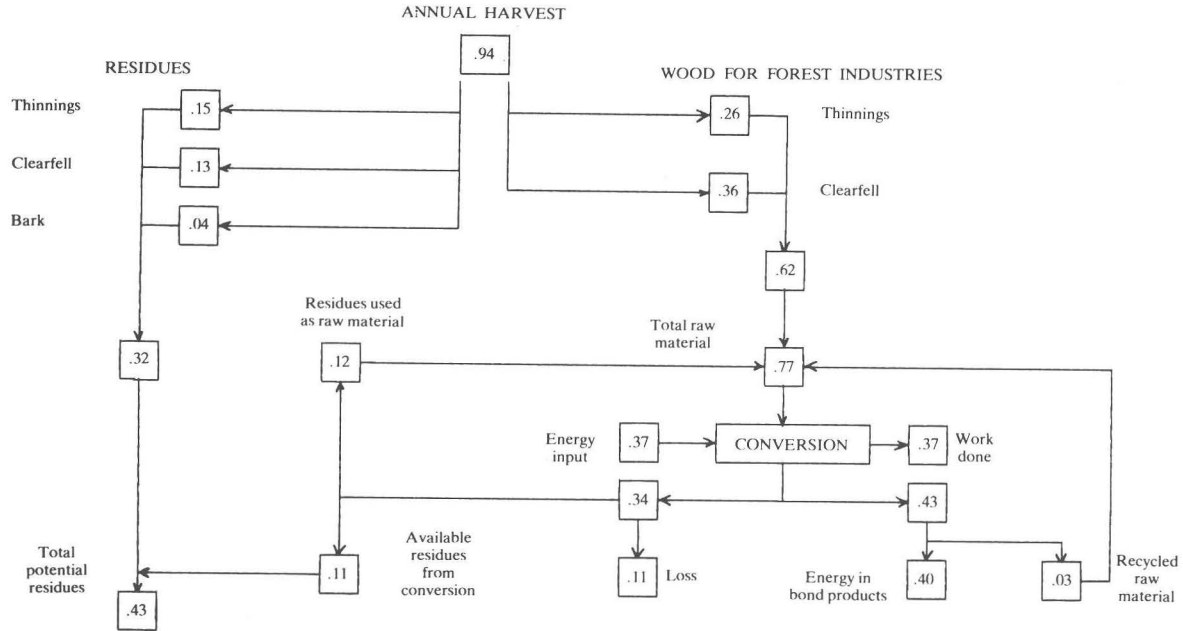 ANNUAL HARVEST
.94
RESIDUES
WOOD FOR FOREST INDUSTRIES
Thinnings
.15
.26
Thinnings
Clearfell
.13
.36
Clearfell
Bark
.04
.62
Residues used
as raw material
Total raw
material
.32
.12
.77
Energy
input
.37
CONVERSION
.37
Work
done
.34
.43
Total
potential
residues
.43
.11
Available
residues
from
conversion
.11
Loss
Energy in
bond products
.40
.03
Recycled
raw
material